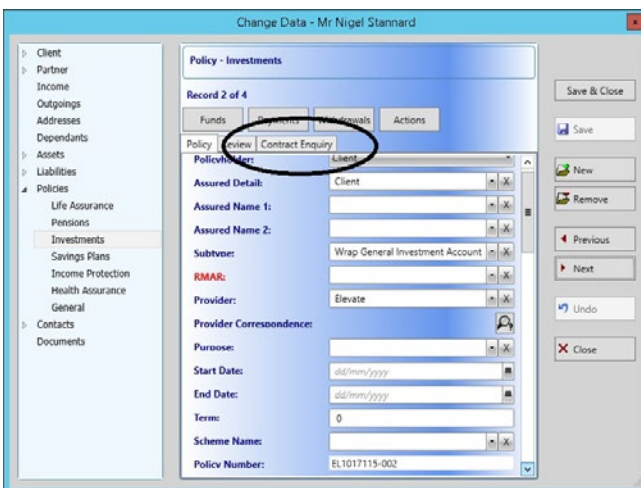 Change Data - Mr Nigel Stannard
Client
Partner
Income
Outgoings
Addresses
Dependants
Assets
Liabilities
Policies
Life Assurance
Pensions
Investments
Savings Plans
Income Protection
Health Assurance
General
Contacts
Documents
Policy - Investments
Record 2 of 4
Funds Payments Withdrawals Actions
Policy Review Contract Enquiry
Policyholder: Client
Assured Detail: Client
Assured Name 1:
Assured Name 2:
Subtype: Wrap General Investment Account
RMAR:
Provider: Elevate
Provider Correspondence:
Purpose:
Start Date: dd/mm/yyyy
End Date: dd/mm/yyyy
Term: 0
Scheme Name:
Policy Number: EL1017115-002
Save & Close
Save
New
Remove
Previous
Next
Undo
Close